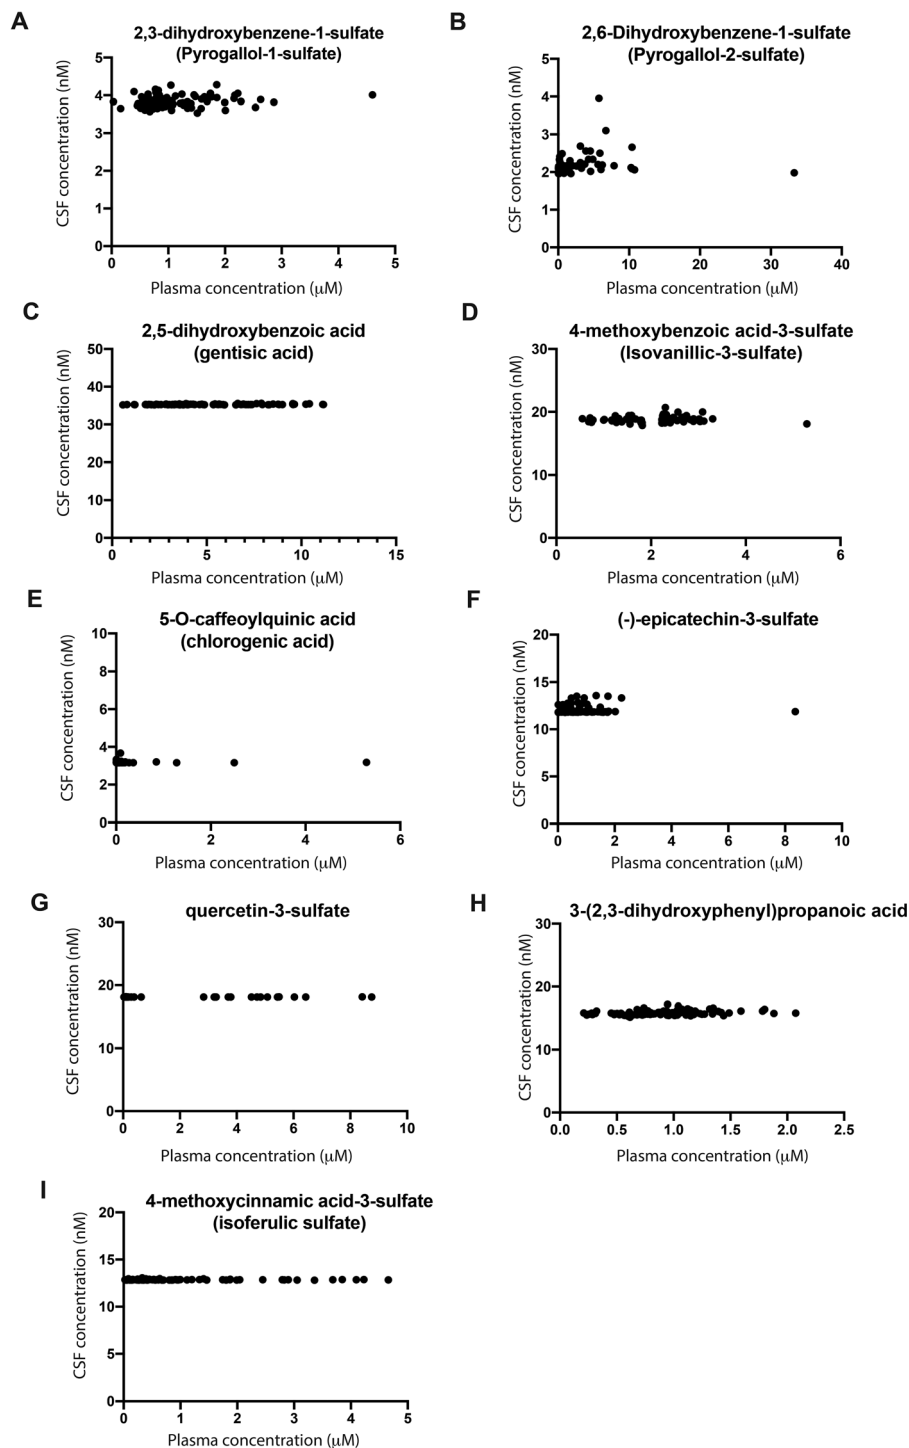 A
2,3-dihydroxybenzene-1-sulfate
(Pyrogallol-1-sulfate)
CSF concentration (nM)
5
4
3
2
1
0
0 1 2 3 4 5
Plasma concentration (μM)
B
2,6-Dihydroxybenzene-1-sulfate
(Pyrogallol-2-sulfate)
CSF concentration (nM)
5
4
3
2
1
0
0 10 20 30 40
Plasma concentration (μM)
C
2,5-dihydroxybenzoic acid
(gentisic acid)
CSF concentration (nM)
50
40
30
20
10
0
0 5 10 15
Plasma concentration (μM)
D
4-methoxybenzoic acid-3-sulfate
(Isovanillic-3-sulfate)
CSF concentration (nM)
30
20
10
0
0 2 4 6
Plasma concentration (μM)
E
5-O-caffeoylquinic acid
(chlorogenic acid)
CSF concentration (nM)
10
8
6
4
2
0
0 2 4 6
Plasma concentration (μM)
F
(-)-epicatechin-3-sulfate
CSF concentration (nM)
20
15
10
5
0
0 2 4 6 8 10
Plasma concentration (μM)
G
quercetin-3-sulfate
CSF concentration (nM)
30
20
10
0
0 2 4 6 8 10
Plasma concentration (μM)
H
3-(2,3-dihydroxyphenyl)propanoic acid
CSF concentration (nM)
30
20
10
0
0.0 0.5 1.0 1.5 2.0 2.5
Plasma concentration (μM)
I
4-methoxycinnamic acid-3-sulfate
(isoferulic sulfate)
CSF concentration (nM)
20
15
10
5
0
0 1 2 3 4 5
Plasma concentration (μM)